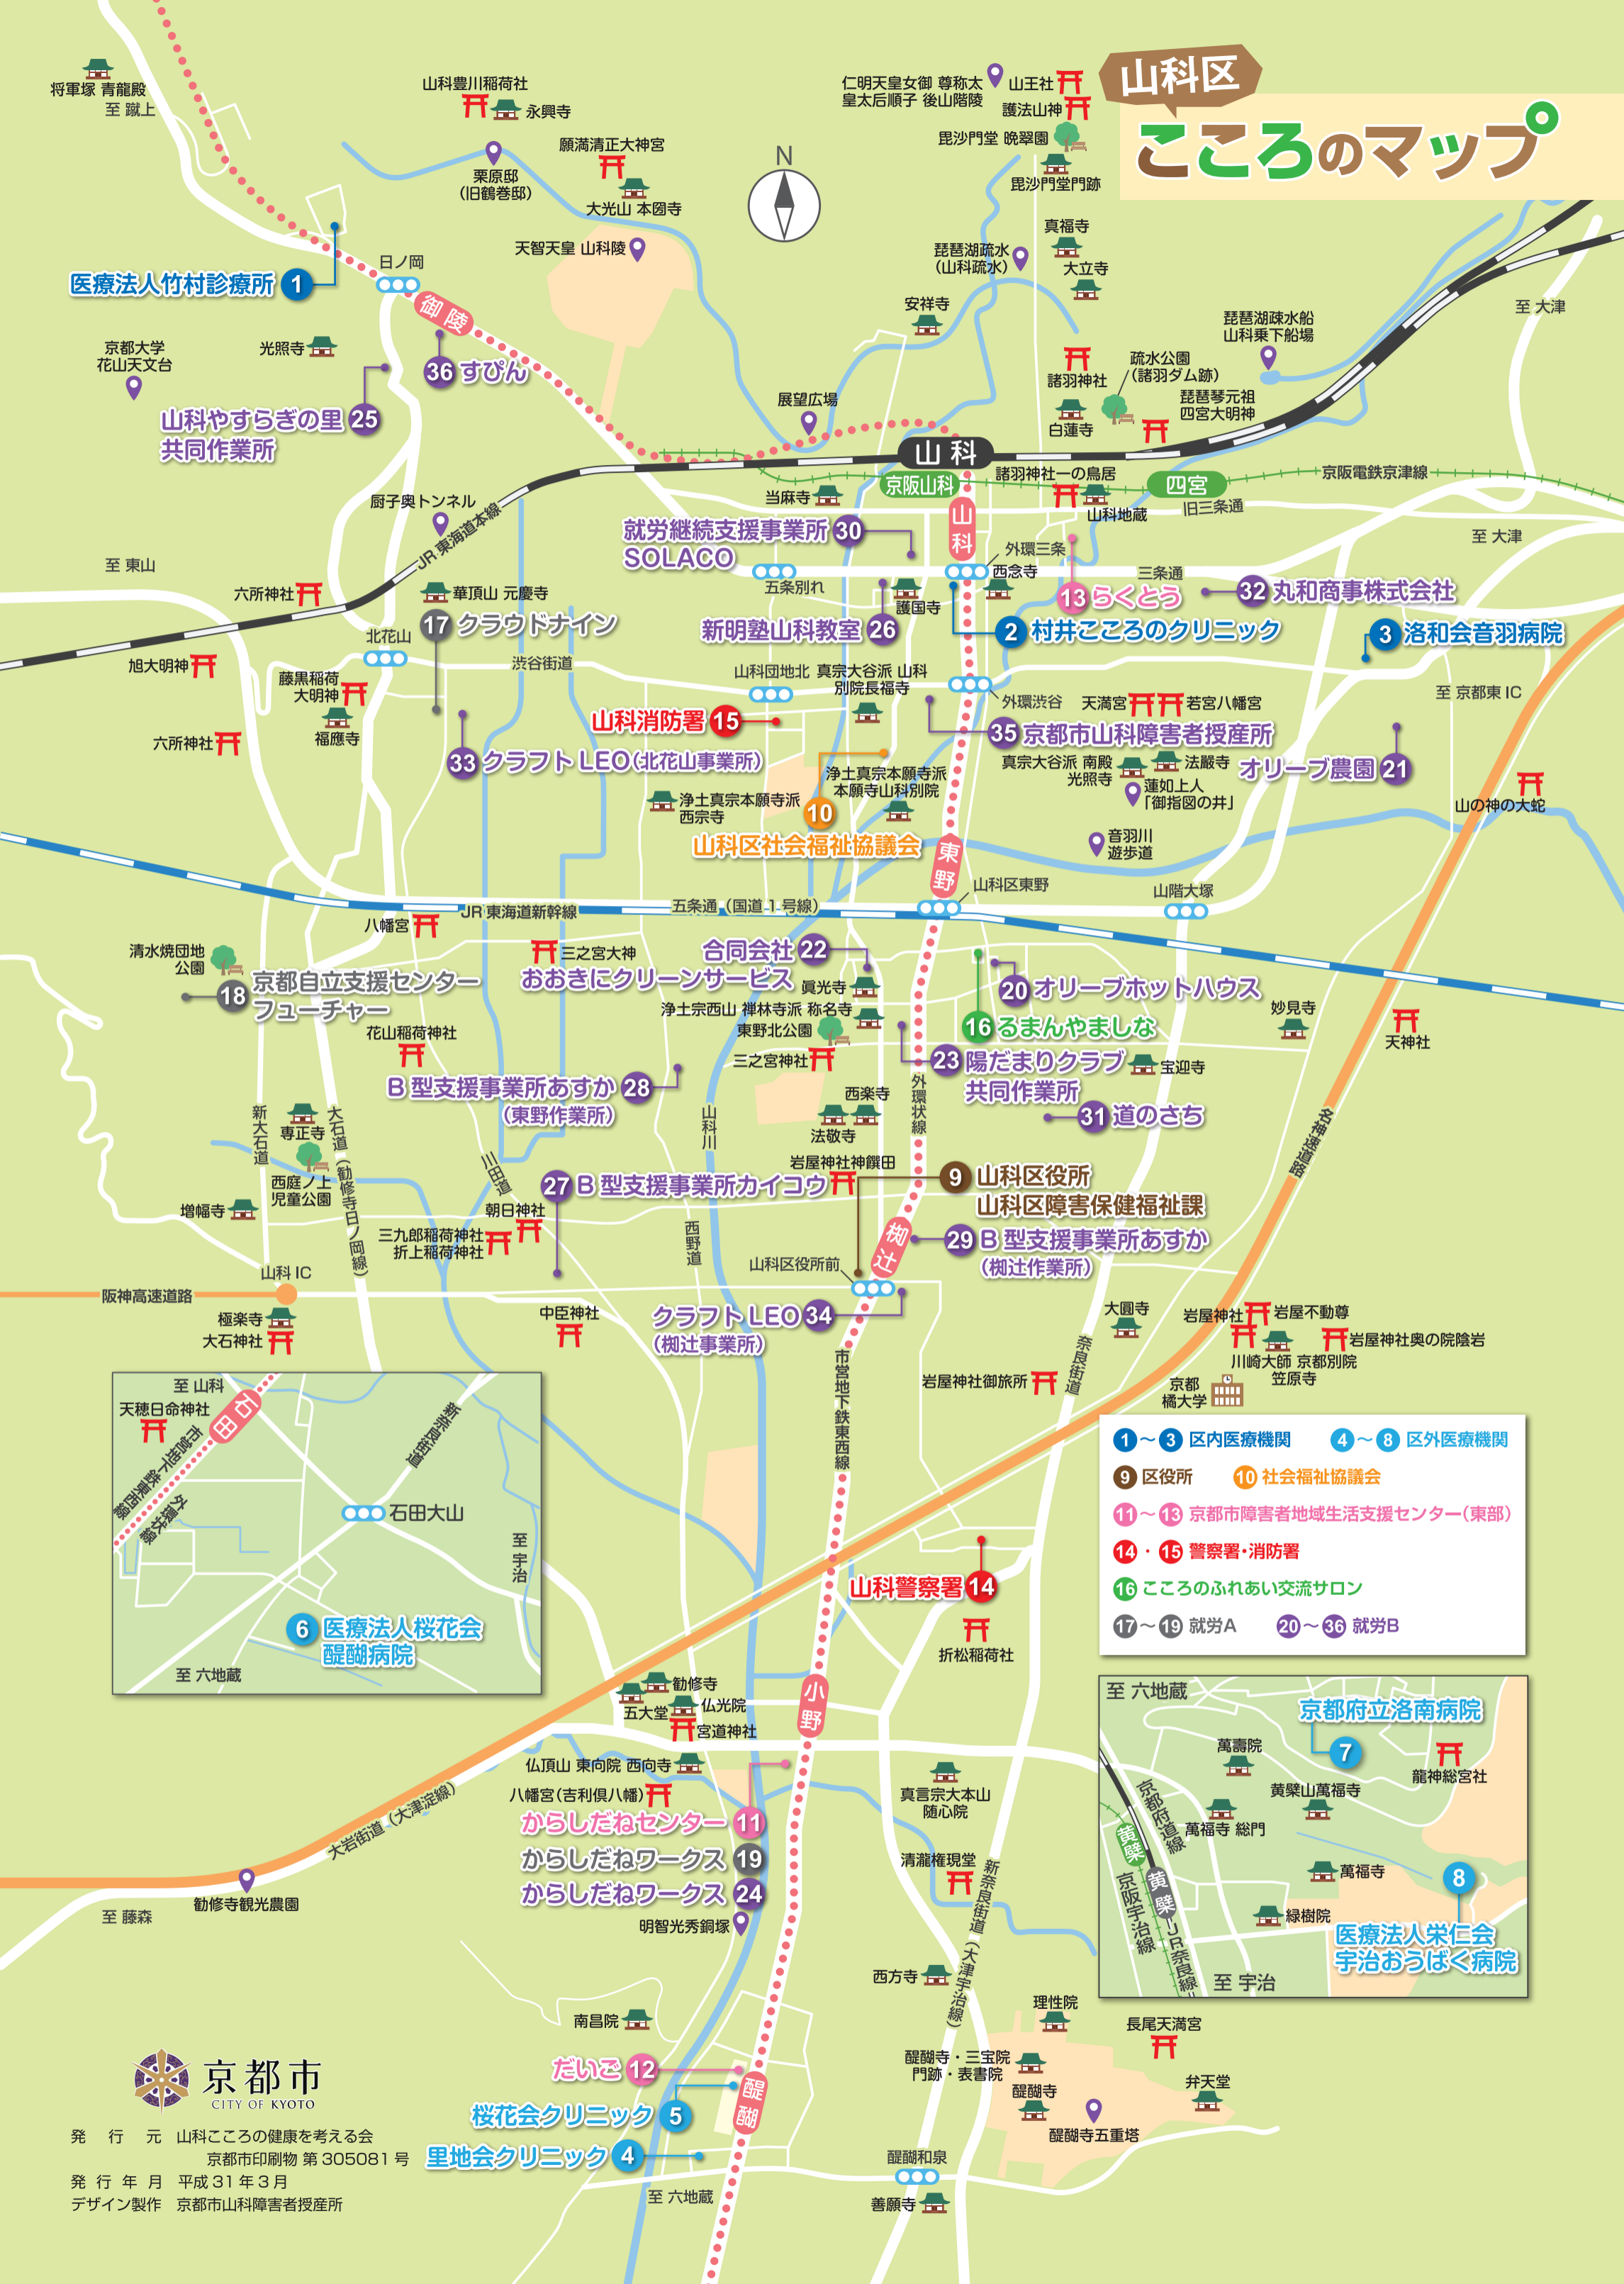 山科区
こころのマップ
将軍塚 青龍殿
至 蹴上
山科豊川稲荷社
永興寺
栗原邸
(旧鶴巻邸)
願満清正大神宮
大光山 本圀寺
天智天皇 山科陵
N
仁明天皇女御 尊称太
皇太后順子 後山階陵
山王社
護法山神
毘沙門堂 晩翠園
毘沙門堂門跡
琵琶湖疏水
(山科疏水)
真福寺
大立寺
安祥寺
至 大津
琵琶湖疎水船
山科乗下船場
諸羽神社
疏水公園
(諸羽ダム跡)
琵琶琴元祖
四宮大明神
白蓮寺
展望広場
医療法人竹村診療所 1
日ノ岡
御陵
京都大学
花山天文台
光照寺
36 すぴん
山科やすらぎの里 25
共同作業所
山科
京阪山科
四宮
京阪電鉄京津線
諸羽神社一の鳥居
山科地蔵
旧三条通
至 大津
当麻寺
厨子奥トンネル
JR 東海道本線
至 東山
就労継続支援事業所 30
SOLACO
山科
外環三条
五条別れ
西念寺
三条通
護国寺
13 らくとう
32 丸和商事株式会社
六所神社
華頂山 元慶寺
17 クラウドナイン
新明塾山科教室 26
2 村井こころのクリニック
3 洛和会音羽病院
北花山
旭大明神
渋谷街道
藤黒稲荷
大明神
福應寺
六所神社
山科団地北
真宗大谷派 山科
別院長福寺
外環渋谷
天満宮
若宮八幡宮
至 京都東 IC
山科消防署 15
35 京都市山科障害者授産所
33 クラフト LEO(北花山事業所)
真宗大谷派 南殿
光照寺
法嚴寺
オリーブ農園 21
蓮如上人
「御指図の井」
山の神の大蛇
浄土真宗本願寺派
西宗寺
浄土真宗本願寺派
本願寺山科別院
10
山科区社会福祉協議会
音羽川
遊歩道
東野
山科区東野
山階大塚
JR 東海道新幹線
五条通（国道 1 号線）
八幡宮
三之宮大神
清水焼団地
公園
18 京都自立支援センター
フューチャー
合同会社 22
おおきにクリーンサービス
眞光寺
20 オリーブホットハウス
浄土宗西山 禅林寺派 称名寺
東野北公園
16 るまんやましな
妙見寺
天神社
花山稲荷神社
三之宮神社
23 陽だまりクラブ
共同作業所
宝迎寺
B 型支援事業所あすか 28
(東野作業所)
外環状線
31 道のさち
西楽寺
法敬寺
新大石道
大石道（勧修寺日ノ岡線）
専正寺
西庭ノ上
児童公園
増幅寺
山科川
川田道
名神速道路
岩屋神社神饌田
27 B 型支援事業所カイコウ
9 山科区役所
山科区障害保健福祉課
朝日神社
三九郎稲荷神社
折上稲荷神社
西野道
椥辻
29 B 型支援事業所あすか
(椥辻作業所)
山科区役所前
山科 IC
阪神高速道路
極楽寺
大石神社
中臣神社
クラフト LEO 34
(椥辻事業所)
大圓寺
岩屋神社
岩屋不動尊
岩屋神社奥の院陰岩
川崎大師 京都別院
笠原寺
岩屋神社御旅所
奈良街道
京都
橘大学
市営地下鉄東西線
至 山科
天穂日命神社
石田
市営地下鉄東西線
外環状線
新奈良街道
石田大山
至 宇治
6 医療法人桜花会
醍醐病院
至 六地蔵
1～3 区内医療機関
4～8 区外医療機関
9 区役所
10 社会福祉協議会
11～13 京都市障害者地域生活支援センター(東部)
14・15 警察署・消防署
16 こころのふれあい交流サロン
17～19 就労A
20～36 就労B
山科警察署 14
折松稲荷社
勧修寺
五大堂
仏光院
宮道神社
小野
仏頂山 東向院 西向寺
八幡宮(吉利倶八幡)
からしだねセンター 11
からしだねワークス 19
からしだねワークス 24
明智光秀銅塚
大岩街道（大津淀線）
勧修寺観光農園
至 藤森
真言宗大本山
随心院
清瀧権現堂
新奈良街道（大津宇治線）
西方寺
至 六地蔵
京都府立洛南病院
7
萬壽院
龍神総宮社
黄檗山萬福寺
萬福寺 総門
京都府道線
黄檗
黄檗
京阪宇治線
JR奈良線
萬福寺
8
緑樹院
医療法人栄仁会
宇治おうばく病院
至 宇治
南昌院
理性院
長尾天満宮
醍醐寺・三宝院
門跡・表書院
醍醐寺
弁天堂
醍醐寺五重塔
だいご 12
醍醐
桜花会クリニック 5
里地会クリニック 4
至 六地蔵
醍醐和泉
善願寺
京都市
CITY OF KYOTO
発 行 元 山科こころの健康を考える会
京都市印刷物 第 305081 号
発 行 年 月 平成 31 年 3 月
デザイン製作 京都市山科障害者授産所